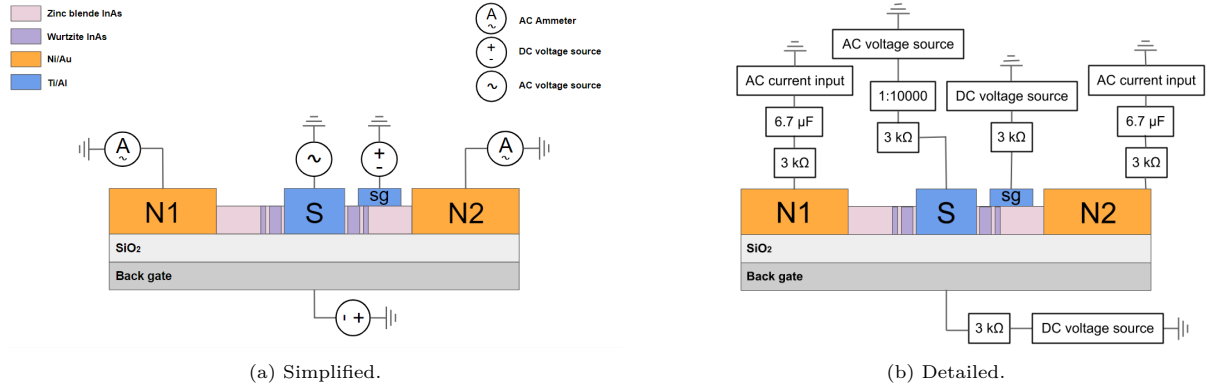 Zinc blende InAs
Wurtzite InAs
Ni/Au
Ti/Al
A
~
AC Ammeter
+
-
DC voltage source
~
AC voltage source
A
~
~
+
-
A
~
N1
S
sg
N2
SiO₂
Back gate
- +
(a) Simplified.
AC voltage source
AC current input
1:10000
DC voltage source
AC current input
6.7 µF
3 kΩ
3 kΩ
6.7 µF
3 kΩ
3 kΩ
N1
S
sg
N2
SiO₂
Back gate
3 kΩ
DC voltage source
(b) Detailed.